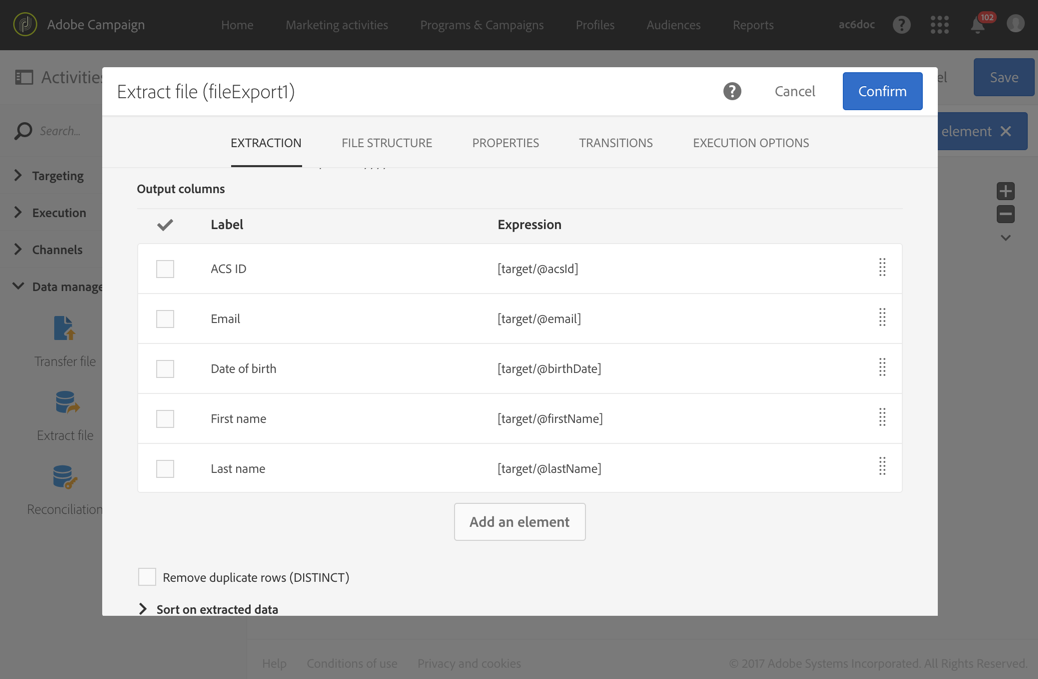 Adobe Campaign Home Marketing activities Programs & Campaigns Profiles Audiences Reports ac6doc ? 102
Activities el Save
Extract file (fileExport1) ? Cancel Confirm
Search... element
EXTRACTION FILE STRUCTURE PROPERTIES TRANSITIONS EXECUTION OPTIONS
Targeting
Execution
Channels
Data manage
Transfer file
Extract file
Reconciliation
Output columns
Label Expression
ACS ID [target/@acsId]
Email [target/@email]
Date of birth [target/@birthDate]
First name [target/@firstName]
Last name [target/@lastName]
Add an element
Remove duplicate rows (DISTINCT)
Sort on extracted data
Help Conditions of use Privacy and cookies © 2017 Adobe Systems Incorporated. All Rights Reserved.